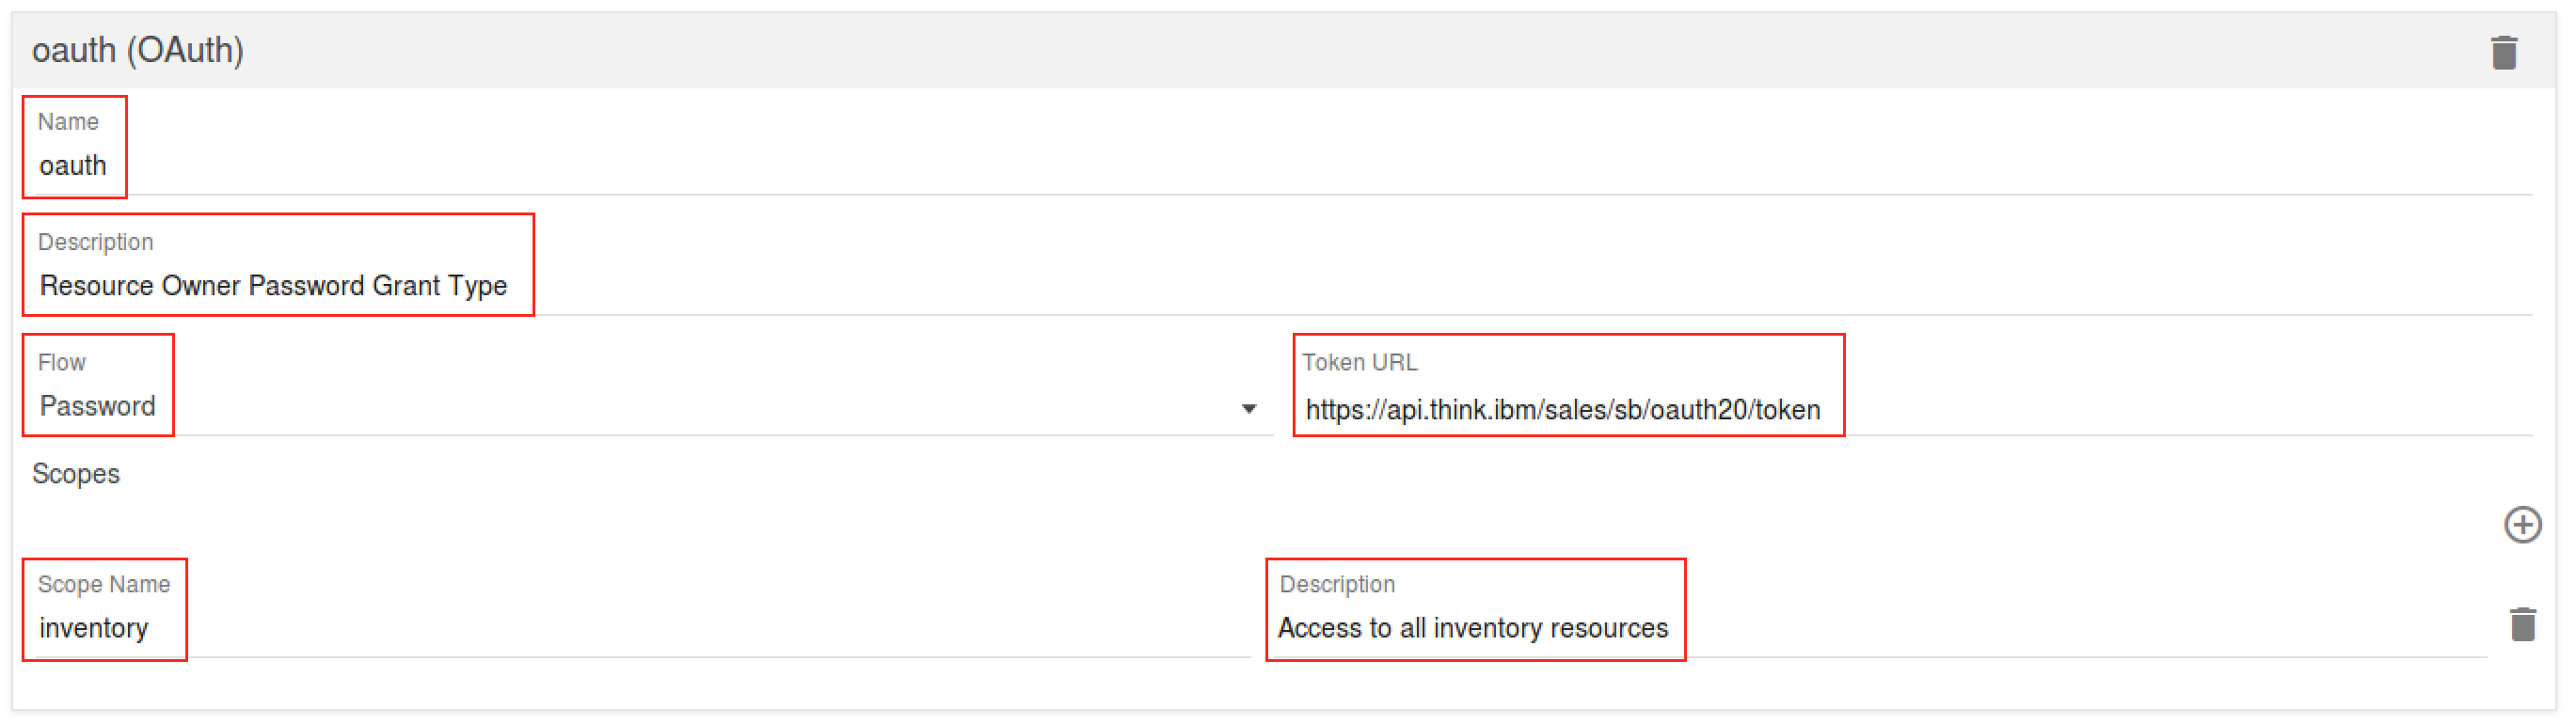 oauth (OAuth)
Name
oauth
Description
Resource Owner Password Grant Type
Flow
Password
Token URL
https://api.think.ibm/sales/sb/oauth20/token
Scopes
Scope Name
inventory
Description
Access to all inventory resources